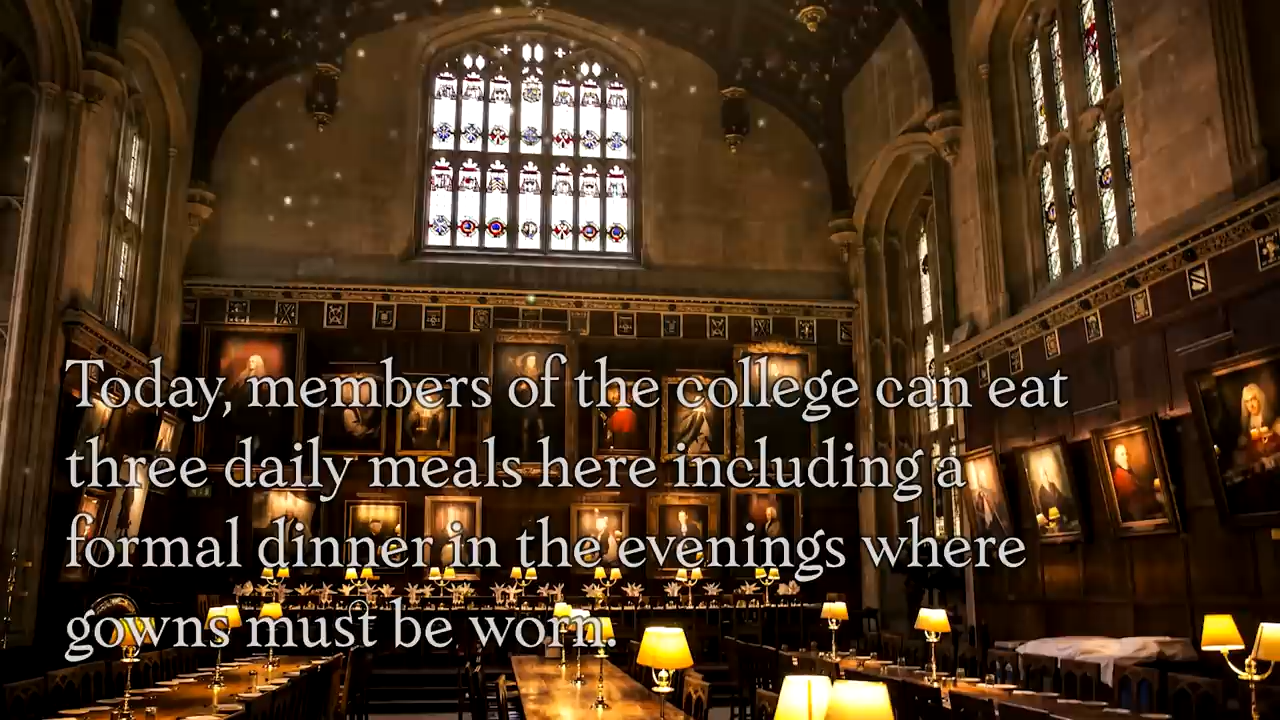 Today, members of the college can eat
three daily meals here including a
formal dinner in the evenings where
gowns must be worn.